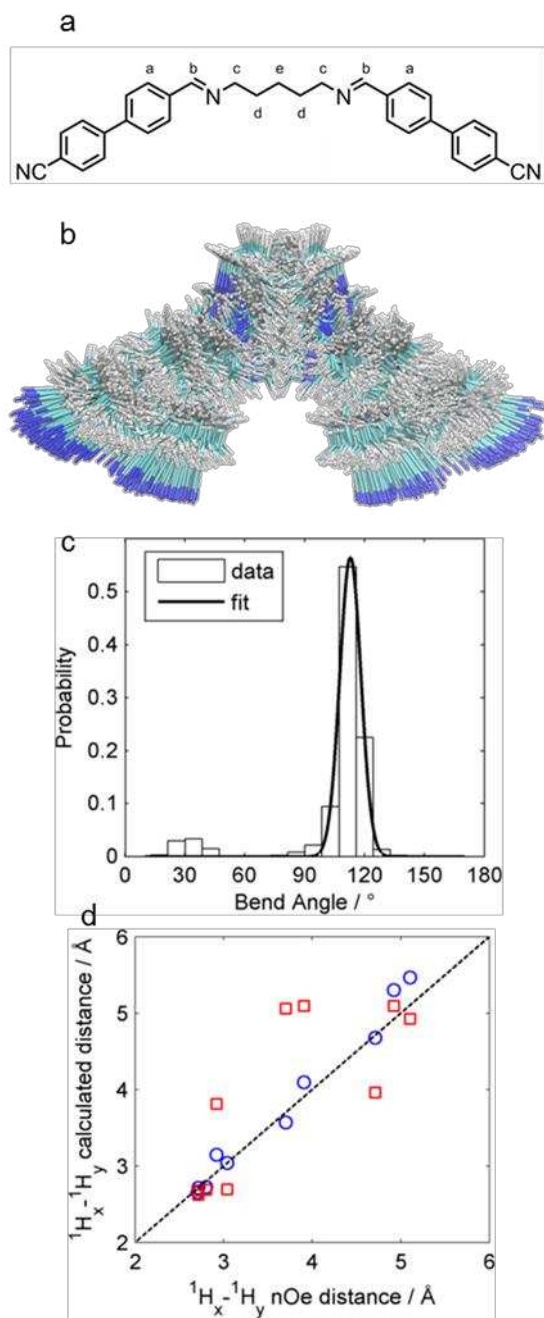 a
a b c e c b a
N N
d d
NC CN
b
c
data
fit
Probability
0.5
0.4
0.3
0.2
0.1
0
0 30 60 90 120 150 180
Bend Angle / °
d
¹Hₓ-¹Hᵧ calculated distance / Å
6
5
4
3
2
2 3 4 5 6
¹Hₓ-¹Hᵧ nOe distance / Å